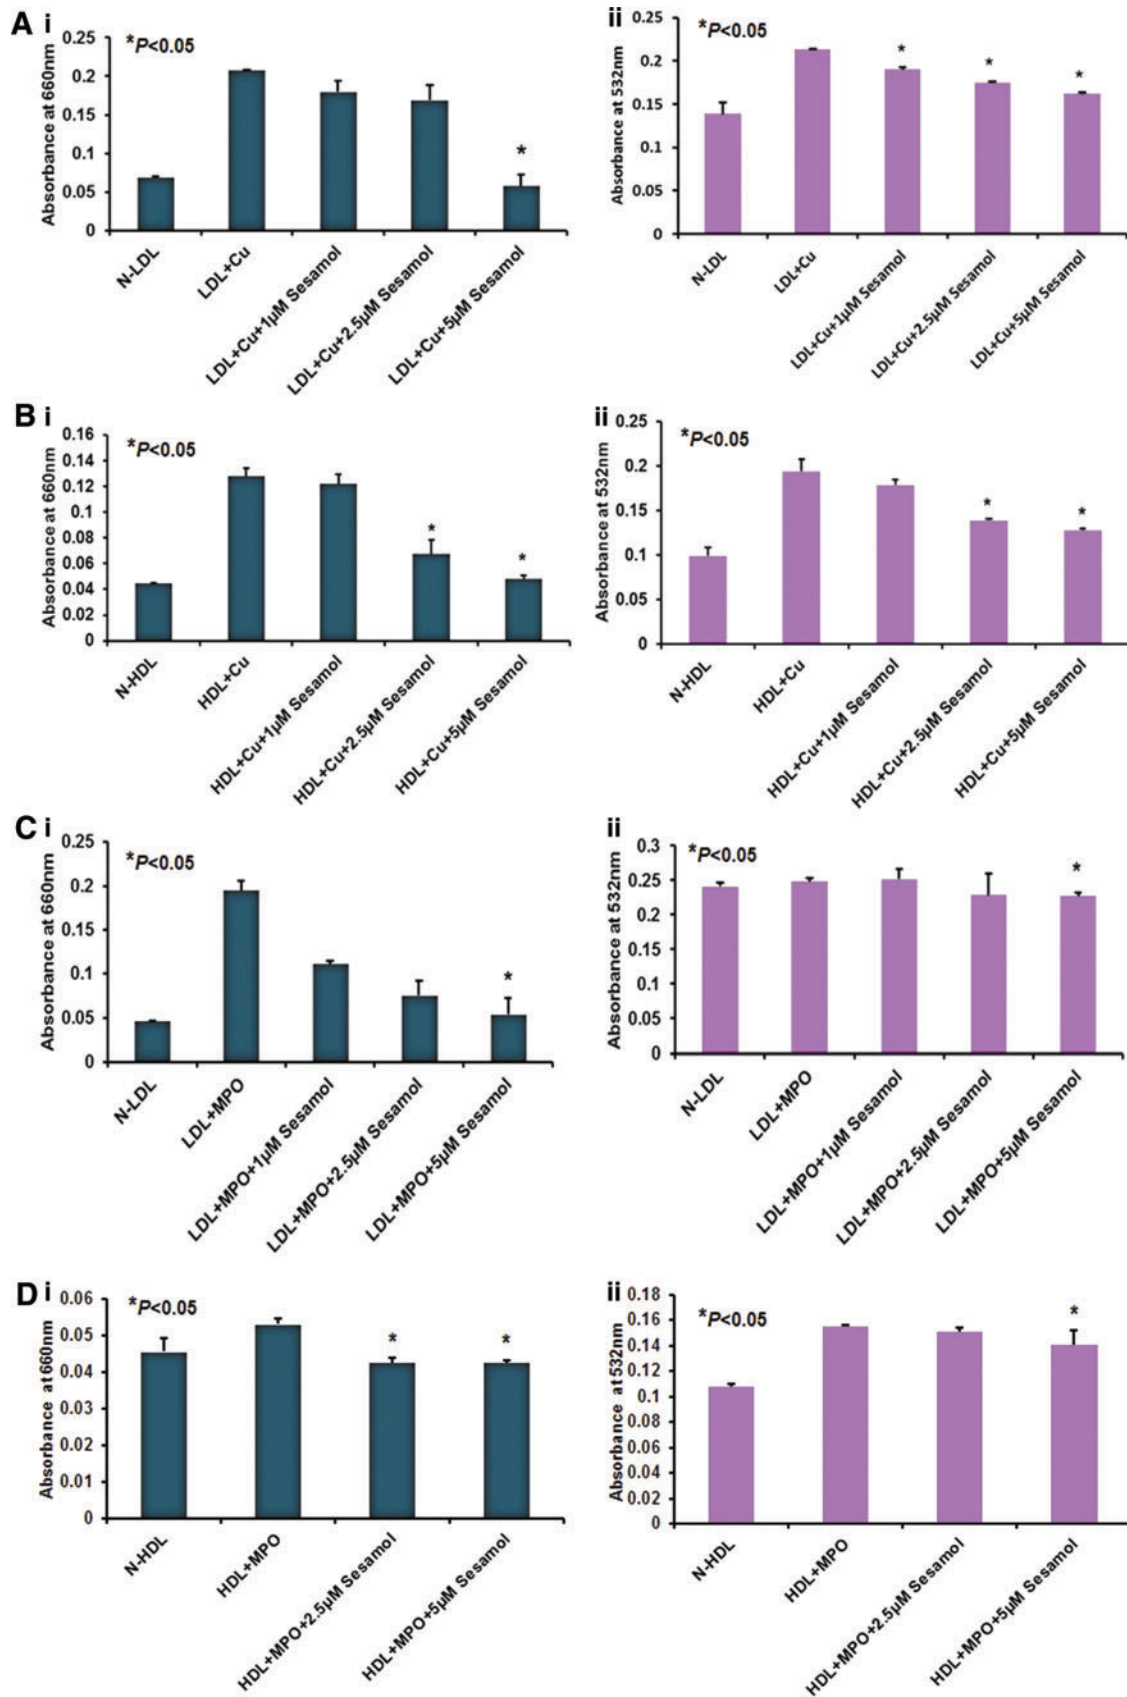 A i
*P<0.05
Absorbance at 660nm
0.25
0.2
0.15
0.1
0.05
0
N-LDL
LDL+Cu
LDL+Cu+1µM Sesamol
LDL+Cu+2.5µM Sesamol
LDL+Cu+5µM Sesamol
*
ii
*P<0.05
Absorbance at 532nm
0.25
0.2
0.15
0.1
0.05
0
N-LDL
LDL+Cu
LDL+Cu+1µM Sesamol
LDL+Cu+2.5µM Sesamol
LDL+Cu+5µM Sesamol
*
*
*
B i
*P<0.05
Absorbance at 660nm
0.16
0.14
0.12
0.1
0.08
0.06
0.04
0.02
0
N-HDL
HDL+Cu
HDL+Cu+1µM Sesamol
HDL+Cu+2.5µM Sesamol
HDL+Cu+5µM Sesamol
*
*
ii
*P<0.05
Absorbance at 532nm
0.25
0.2
0.15
0.1
0.05
0
N-HDL
HDL+Cu
HDL+Cu+1µM Sesamol
HDL+Cu+2.5µM Sesamol
HDL+Cu+5µM Sesamol
*
*
C i
*P<0.05
Absorbance at 660nm
0.25
0.2
0.15
0.1
0.05
0
N-LDL
LDL+MPO
LDL+MPO+1µM Sesamol
LDL+MPO+2.5µM Sesamol
LDL+MPO+5µM Sesamol
*
ii
*P<0.05
Absorbance at 532nm
0.3
0.25
0.2
0.15
0.1
0.05
0
N-LDL
LDL+MPO
LDL+MPO+1µM Sesamol
LDL+MPO+2.5µM Sesamol
LDL+MPO+5µM Sesamol
*
D i
*P<0.05
Absorbance at 660nm
0.06
0.05
0.04
0.03
0.02
0.01
0
N-HDL
HDL+MPO
HDL+MPO+2.5µM Sesamol
HDL+MPO+5µM Sesamol
*
*
ii
*P<0.05
Absorbance at 532nm
0.18
0.16
0.14
0.12
0.1
0.08
0.06
0.04
0.02
0
N-HDL
HDL+MPO
HDL+MPO+2.5µM Sesamol
HDL+MPO+5µM Sesamol
*